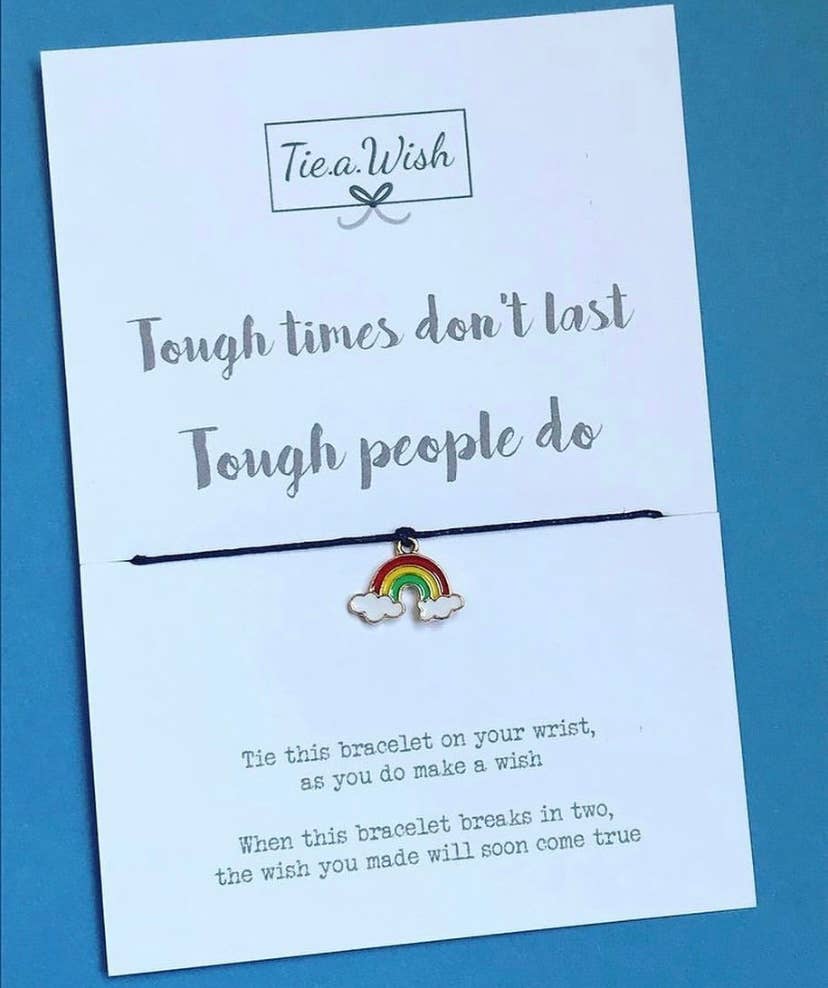 Tie.a.Wish
Tough times don't last
Tough people do
Tie this bracelet on your wrist,
as you do make a wish
When this bracelet breaks in two,
the wish you made will soon come true